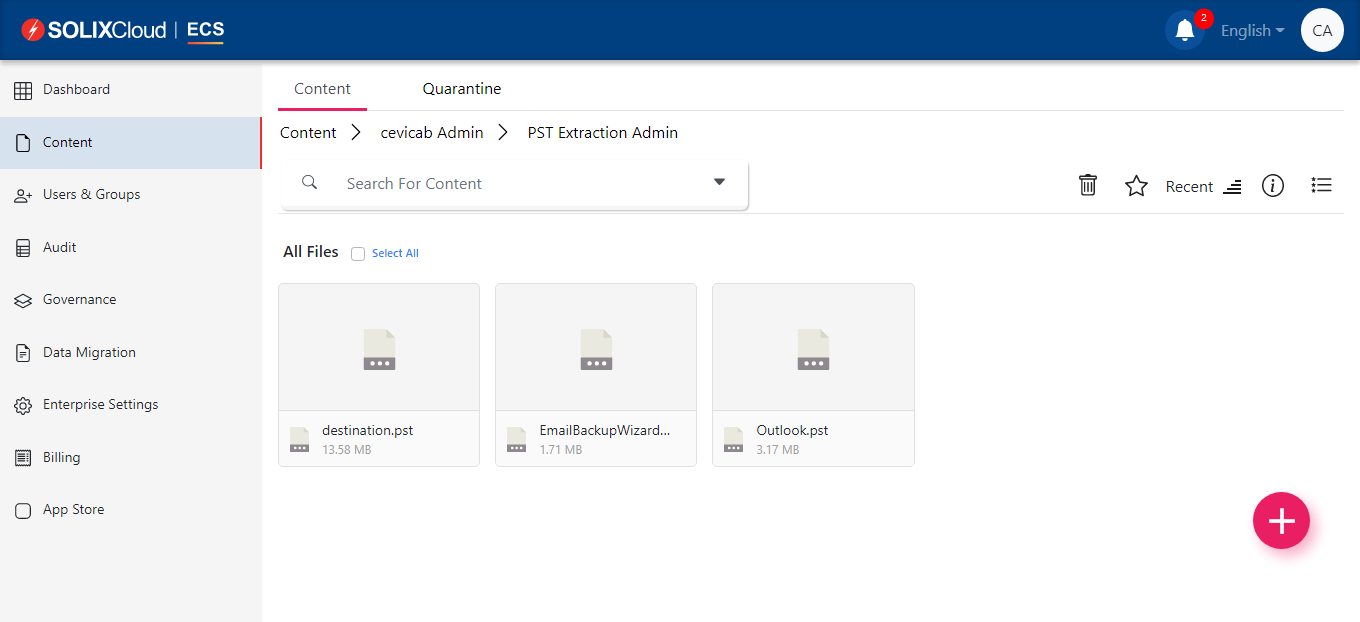 SOLIXCloud | ECS
2
English
CA
Dashboard
Content
Users & Groups
Audit
Governance
Data Migration
Enterprise Settings
Billing
App Store
Content Quarantine
Content cevicab Admin PST Extraction Admin
Search For Content
Recent
All Files Select All
destination.pst
13.58 MB
EmailBackupWizard...
1.71 MB
Outlook.pst
3.17 MB